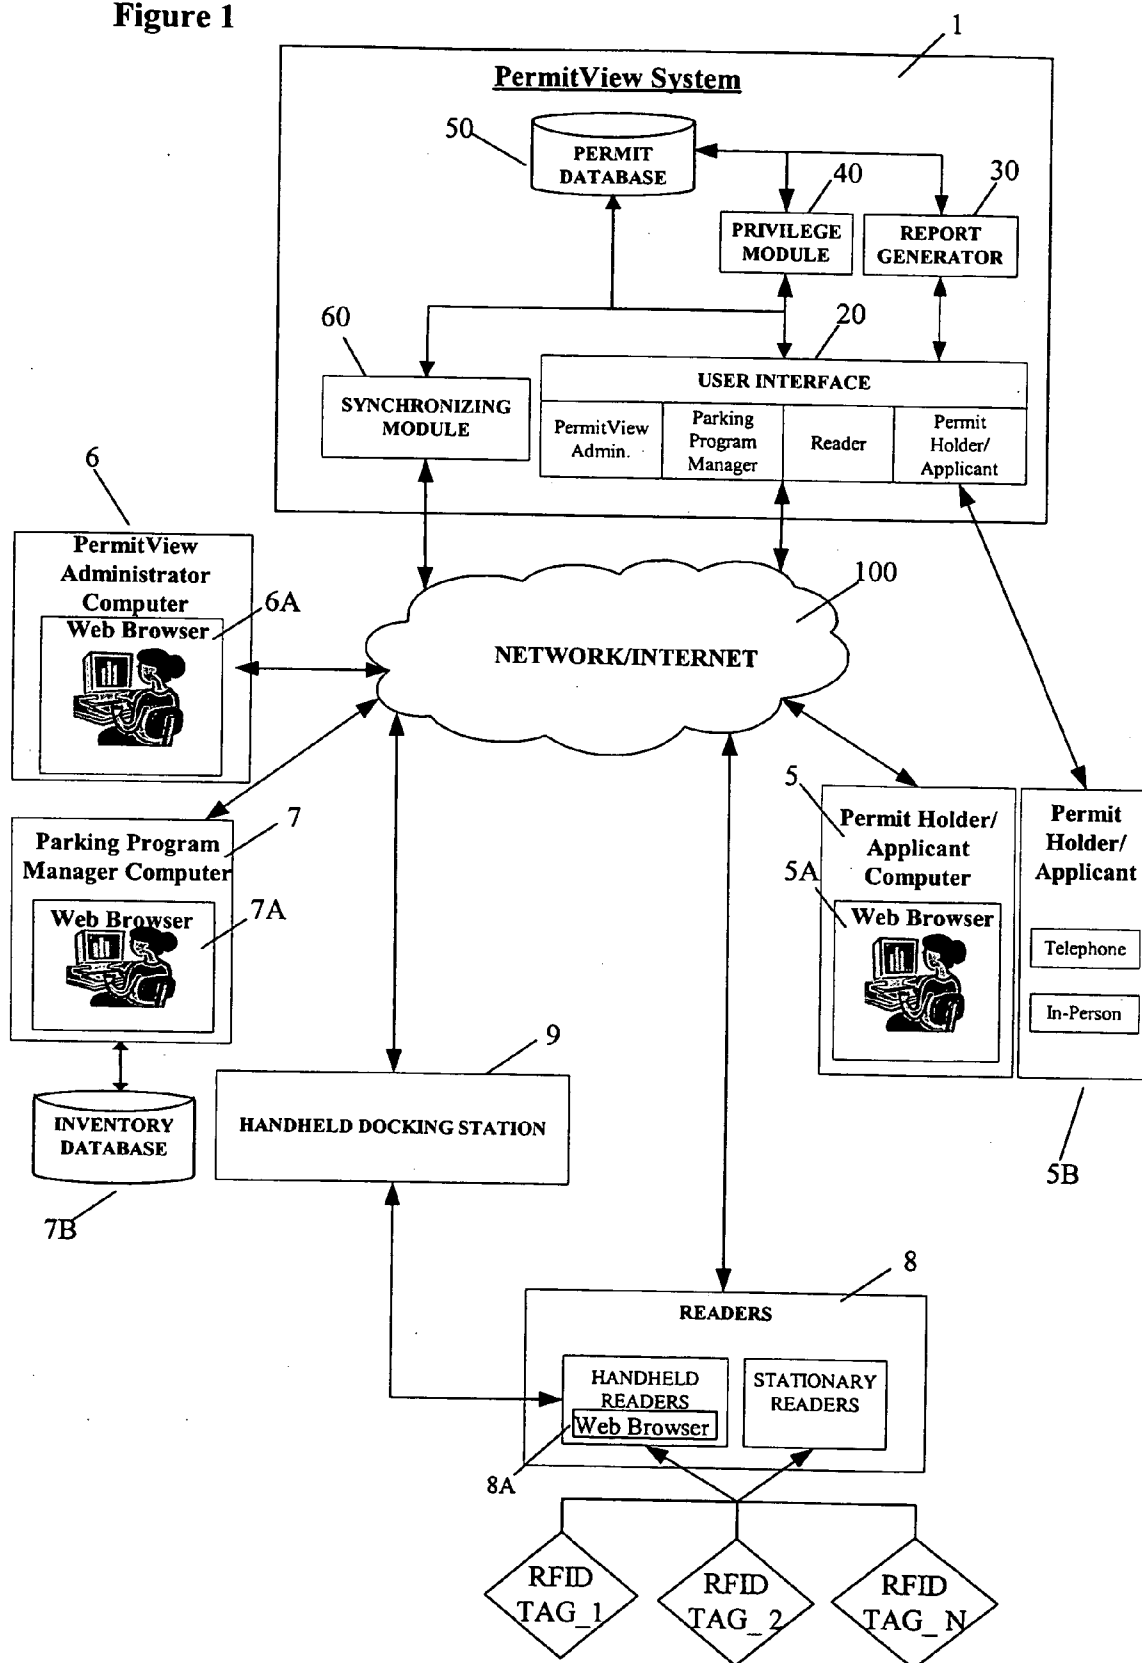 Figure 1
1
PermitView System
50
PERMIT
DATABASE
40
30
PRIVILEGE
MODULE
REPORT
GENERATOR
60
20
SYNCHRONIZING
MODULE
USER INTERFACE
PermitView
Admin.
Parking
Program
Manager
Reader
Permit
Holder/
Applicant
6
PermitView
Administrator
Computer
6A
Web Browser
100
NETWORK/INTERNET
7
Parking Program
Manager Computer
7A
Web Browser
5
Permit Holder/
Applicant
Computer
5A
Web Browser
Permit
Holder/
Applicant
Telephone
In-Person
5B
INVENTORY
DATABASE
7B
9
HANDHELD DOCKING STATION
8
READERS
HANDHELD
READERS
Web Browser
8A
STATIONARY
READERS
RFID
TAG_1
RFID
TAG_ 2
RFID
TAG_ N